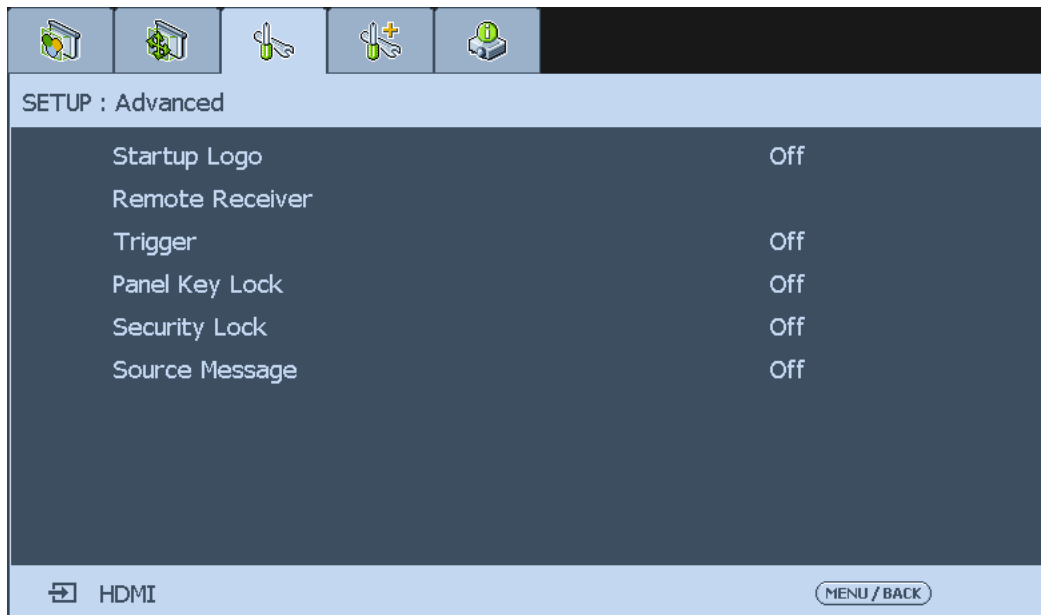 SETUP : Advanced
Startup Logo Off
Remote Receiver
Trigger Off
Panel Key Lock Off
Security Lock Off
Source Message Off
HDMI MENU / BACK